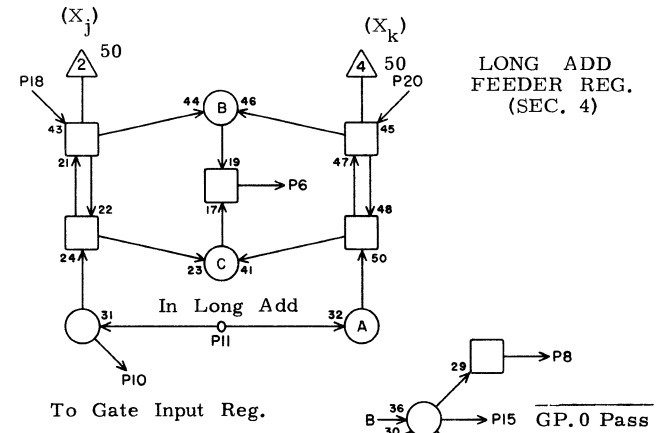 (Xj)
(Xk)
2 50
4 50
LONG ADD
FEEDER REG.
(SEC. 4)
P18
P20
44 B 46
43
45
21
19
47
P6
22
17
48
24
23 C 41
50
In Long Add
31
32 A
P11
P10
29
P8
To Gate Input Reg.
36
B
P15
GP.0 Pass
30